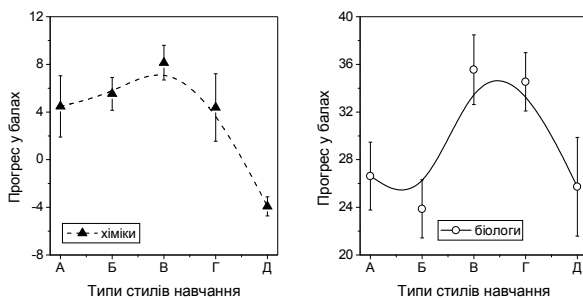 12
8
4
0
-4
-8
Прогрес у балах
хіміки
А Б В Г Д
Типи стилів навчання
40
36
32
28
24
20
Прогрес у балах
біологи
А Б В Г Д
Типи стилів навчання